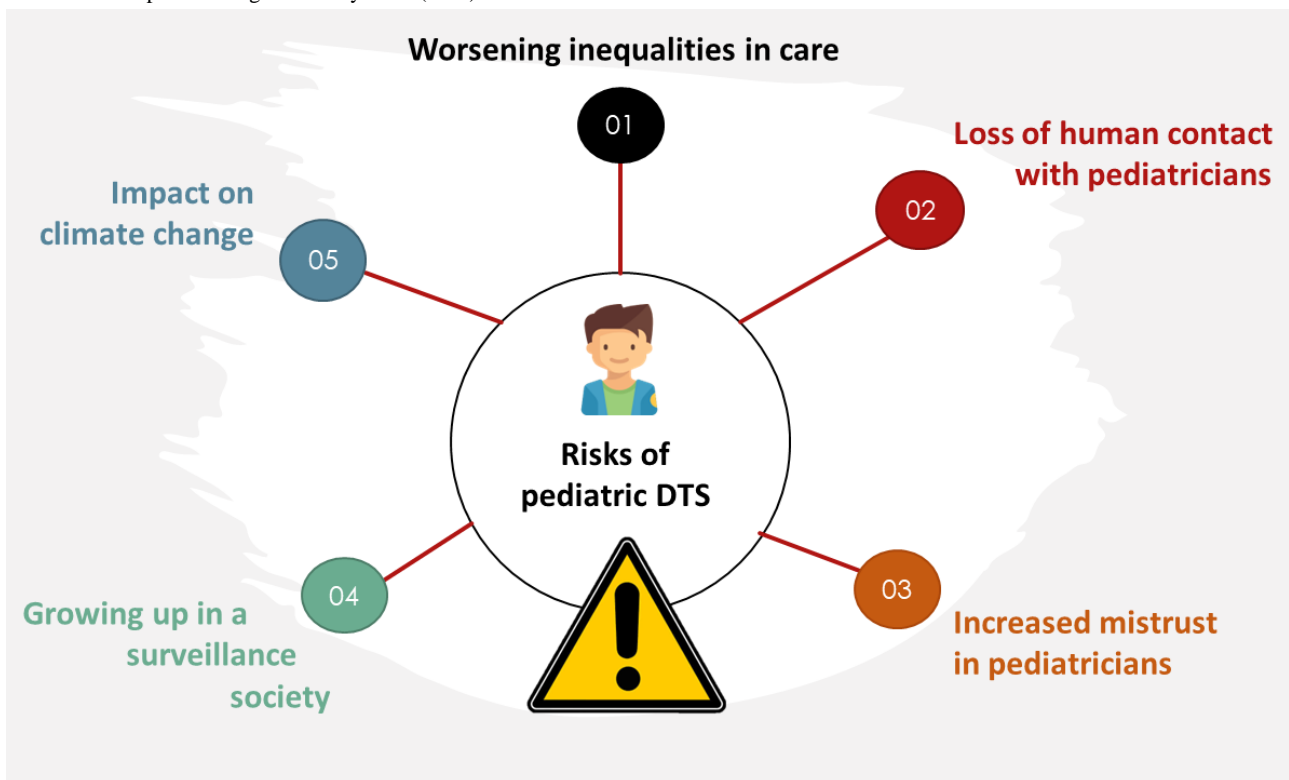 Worsening inequalities in care
01
Loss of human contact
with pediatricians
02
Impact on
climate change
05
Risks of
pediatric DTS
04
03
Growing up in a
surveillance
society
Increased mistrust
in pediatricians